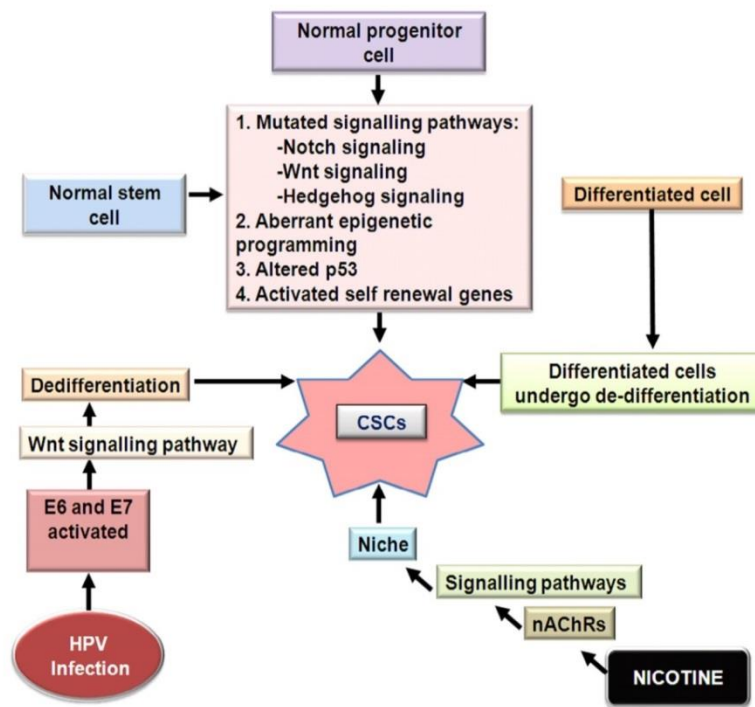 Normal progenitor
cell
1. Mutated signalling pathways:
-Notch signaling
-Wnt signaling
-Hedgehog signaling
2. Aberrant epigenetic
programming
3. Altered p53
4. Activated self renewal genes
Normal stem
cell
Differentiated cell
Differentiated cells
undergo de-differentiation
Dedifferentiation
CSCs
Wnt signalling pathway
E6 and E7
activated
HPV
Infection
Niche
Signalling pathways
nAChRs
NICOTINE